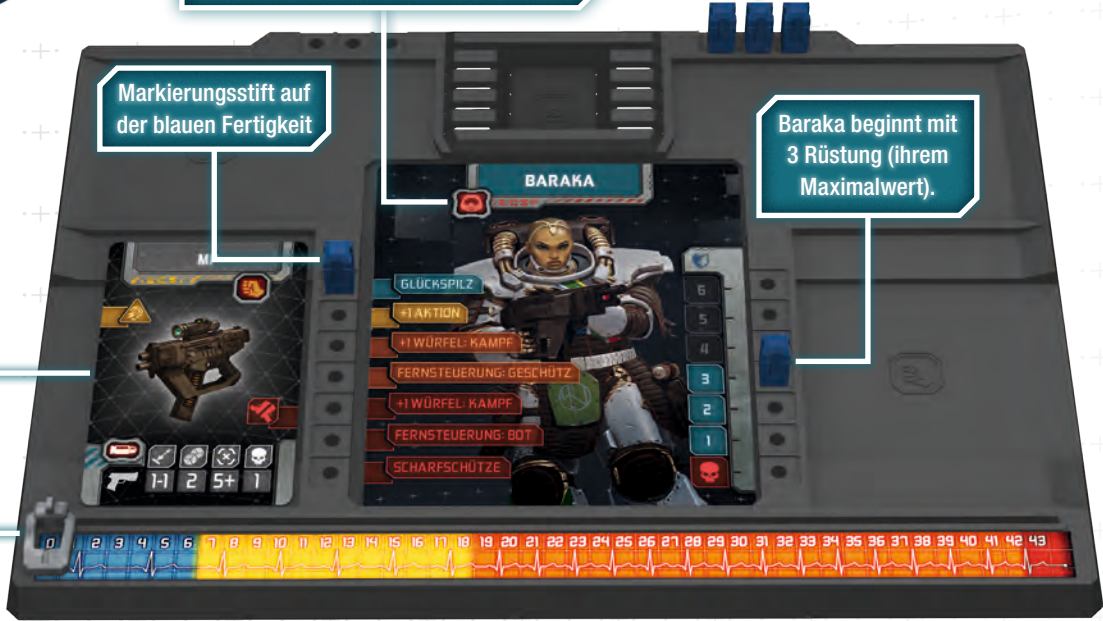 Markierungsstift auf
der blauen Fertigkeit
Baraka beginnt mit
3 Rüstung (ihrem
Maximalwert).
BARAKA
GLÜCKSPILZ
+1 AKTION
+1 WÜRFEL: KAMPF
FERNSTEUERUNG: GESCHÜTZ
+1 WÜRFEL: KAMPF
FERNSTEUERUNG: BOT
SCHARFSCHÜTZE
6
5
4
3
2
1
1-1 2 5+ 1
0 2 3 4 5 6 7 8 9 10 11 12 13 14 15 16 17 18 19 20 21 22 23 24 25 26 27 28 29 30 31 32 33 34 35 36 37 38 39 40 41 42 43